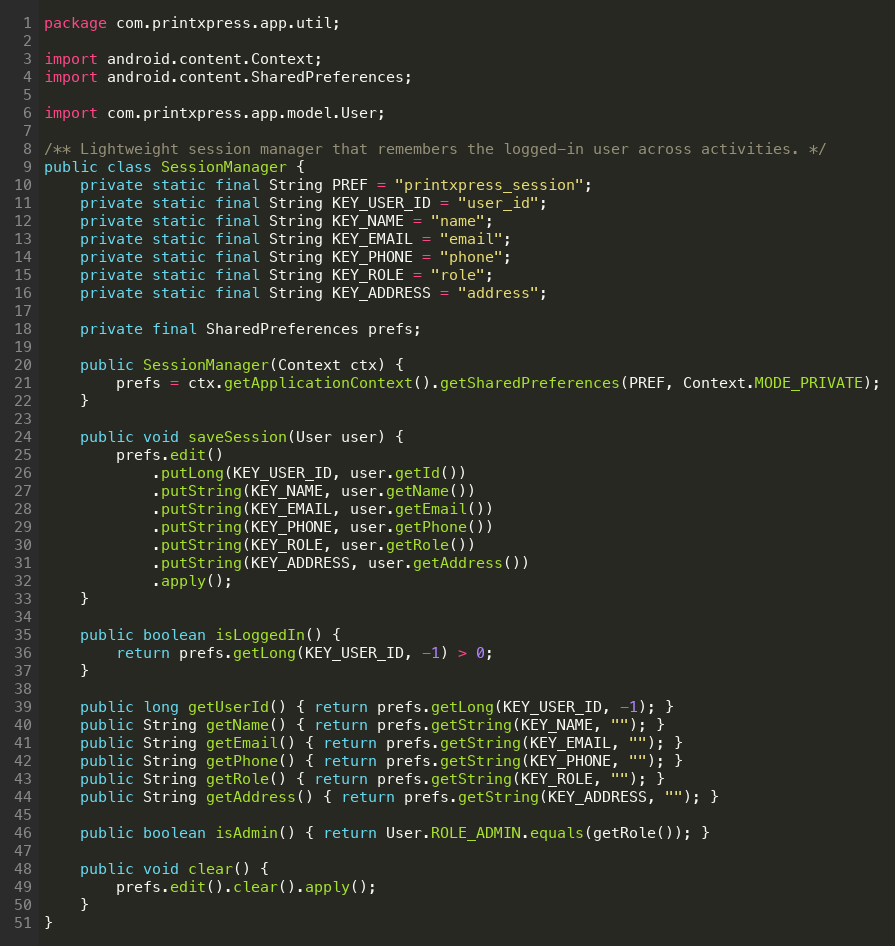 1 package com.printxpress.app.util;
2
3 import android.content.Context;
4 import android.content.SharedPreferences;
5
6 import com.printxpress.app.model.User;
7
8 /** Lightweight session manager that remembers the logged-in user across activities. */
9 public class SessionManager {
10     private static final String PREF = "printxpress_session";
11     private static final String KEY_USER_ID = "user_id";
12     private static final String KEY_NAME = "name";
13     private static final String KEY_EMAIL = "email";
14     private static final String KEY_PHONE = "phone";
15     private static final String KEY_ROLE = "role";
16     private static final String KEY_ADDRESS = "address";
17
18     private final SharedPreferences prefs;
19
20     public SessionManager(Context ctx) {
21         prefs = ctx.getApplicationContext().getSharedPreferences(PREF, Context.MODE_PRIVATE);
22     }
23
24     public void saveSession(User user) {
25         prefs.edit()
26             .putLong(KEY_USER_ID, user.getId())
27             .putString(KEY_NAME, user.getName())
28             .putString(KEY_EMAIL, user.getEmail())
29             .putString(KEY_PHONE, user.getPhone())
30             .putString(KEY_ROLE, user.getRole())
31             .putString(KEY_ADDRESS, user.getAddress())
32             .apply();
33     }
34
35     public boolean isLoggedIn() {
36         return prefs.getLong(KEY_USER_ID, -1) > 0;
37     }
38
39     public long getUserId() { return prefs.getLong(KEY_USER_ID, -1); }
40     public String getName() { return prefs.getString(KEY_NAME, ""); }
41     public String getEmail() { return prefs.getString(KEY_EMAIL, ""); }
42     public String getPhone() { return prefs.getString(KEY_PHONE, ""); }
43     public String getRole() { return prefs.getString(KEY_ROLE, ""); }
44     public String getAddress() { return prefs.getString(KEY_ADDRESS, ""); }
45
46     public boolean isAdmin() { return User.ROLE_ADMIN.equals(getRole()); }
47
48     public void clear() {
49         prefs.edit().clear().apply();
50     }
51 }